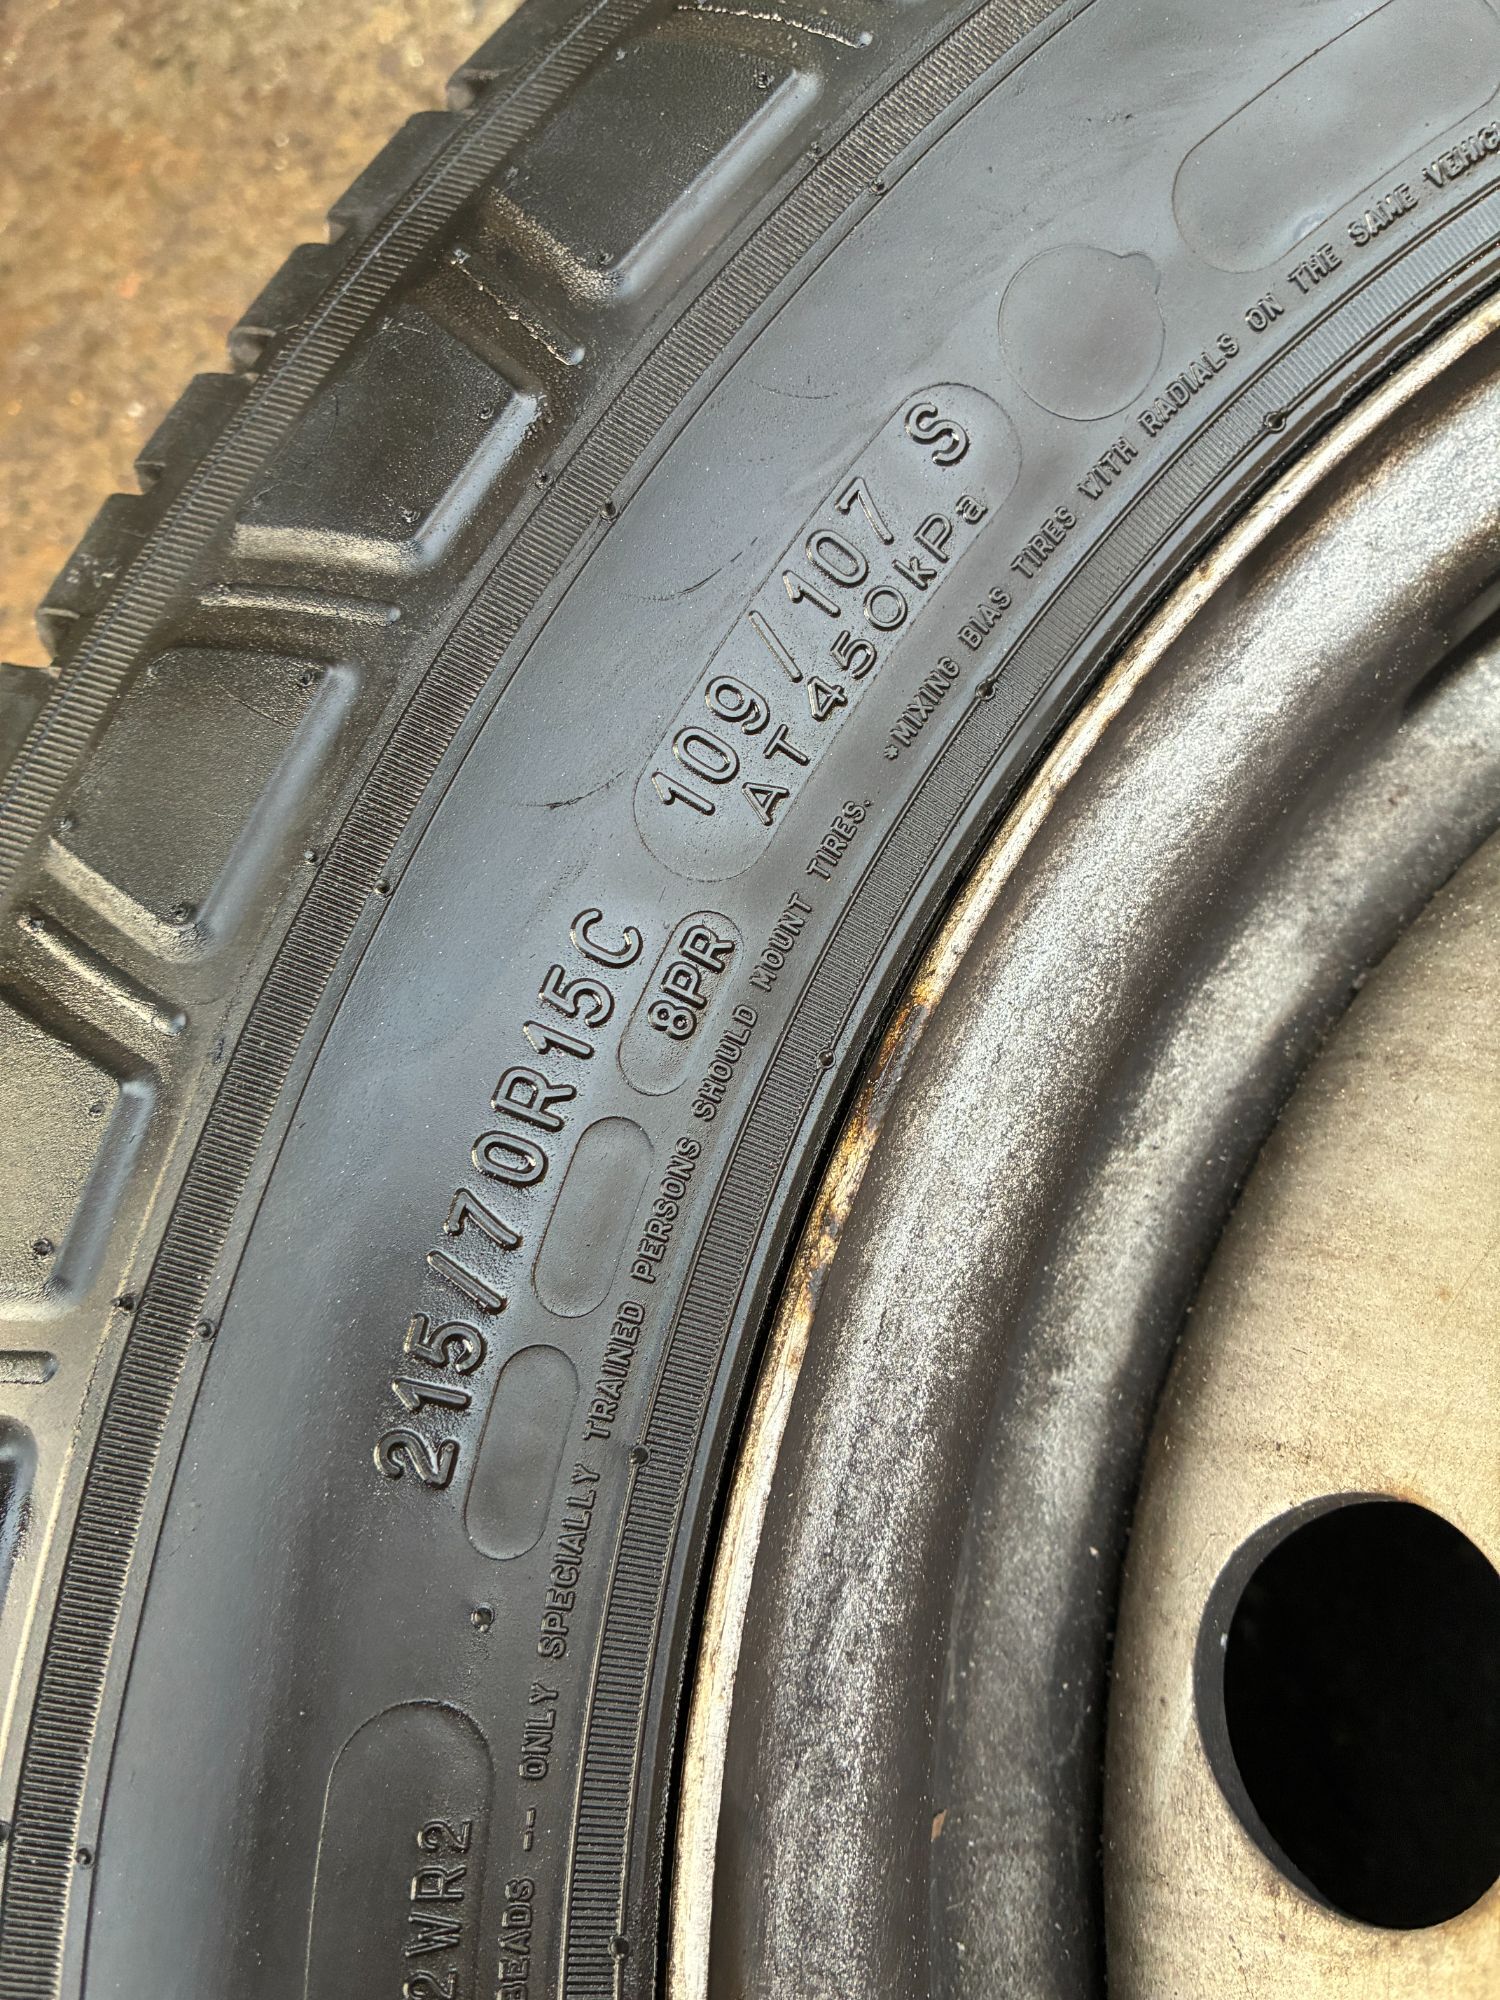 215/70R15C
109/107 S
8PR
AT 450kPa
BEADS -- ONLY SPECIALLY TRAINED PERSONS SHOULD MOUNT TIRES.
*MIXING BIAS TIRES WITH RADIALS ON THE SAME
2WR2